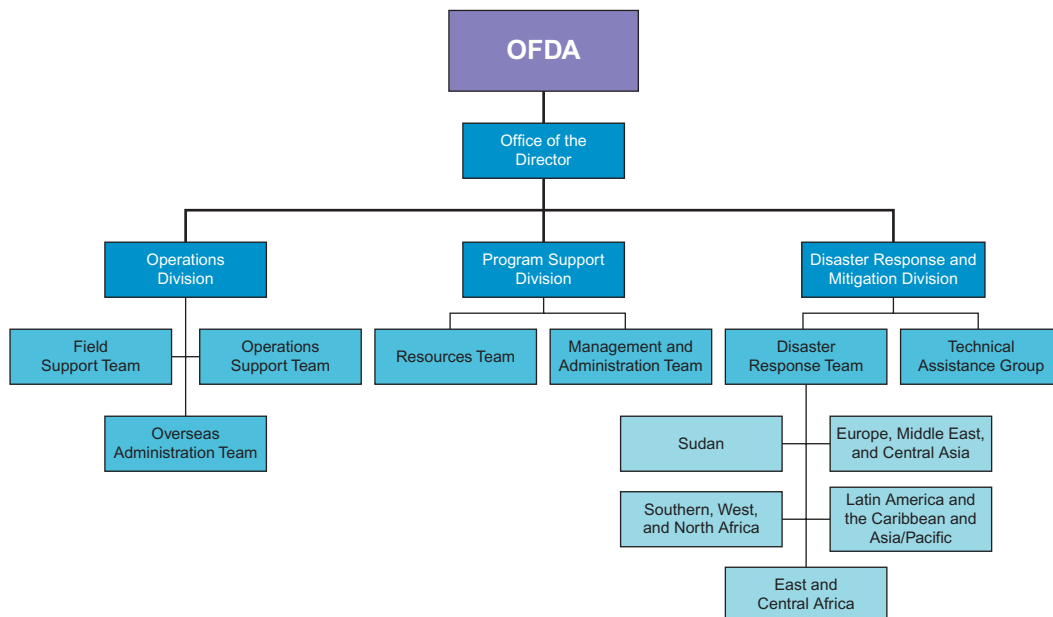 OFDA
Office of the
Director
Operations
Division
Program Support
Division
Disaster Response and
Mitigation Division
Field
Support Team
Operations
Support Team
Resources Team
Management and
Administration Team
Disaster
Response Team
Technical
Assistance Group
Overseas
Administration Team
Sudan
Europe, Middle East,
and Central Asia
Southern, West,
and North Africa
Latin America and
the Caribbean and
Asia/Pacific
East and
Central Africa